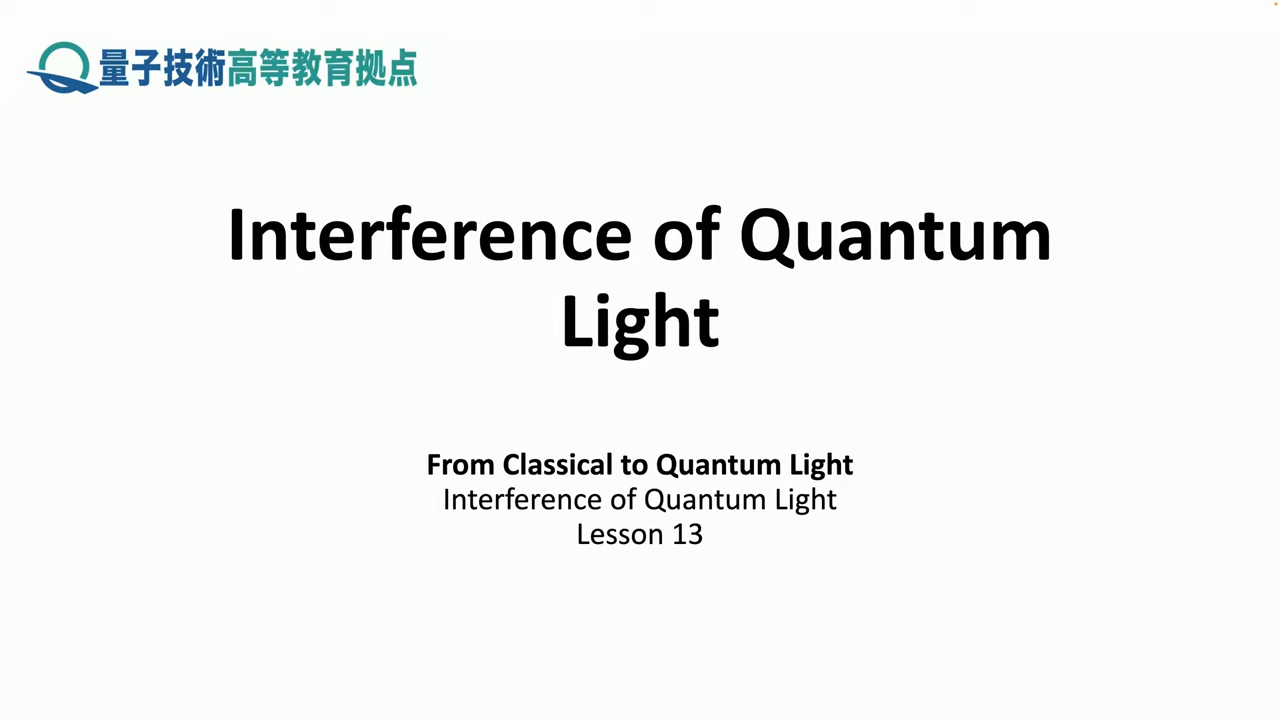 量子技術高等教育拠点
Interference of Quantum
Light
From Classical to Quantum Light
Interference of Quantum Light
Lesson 13